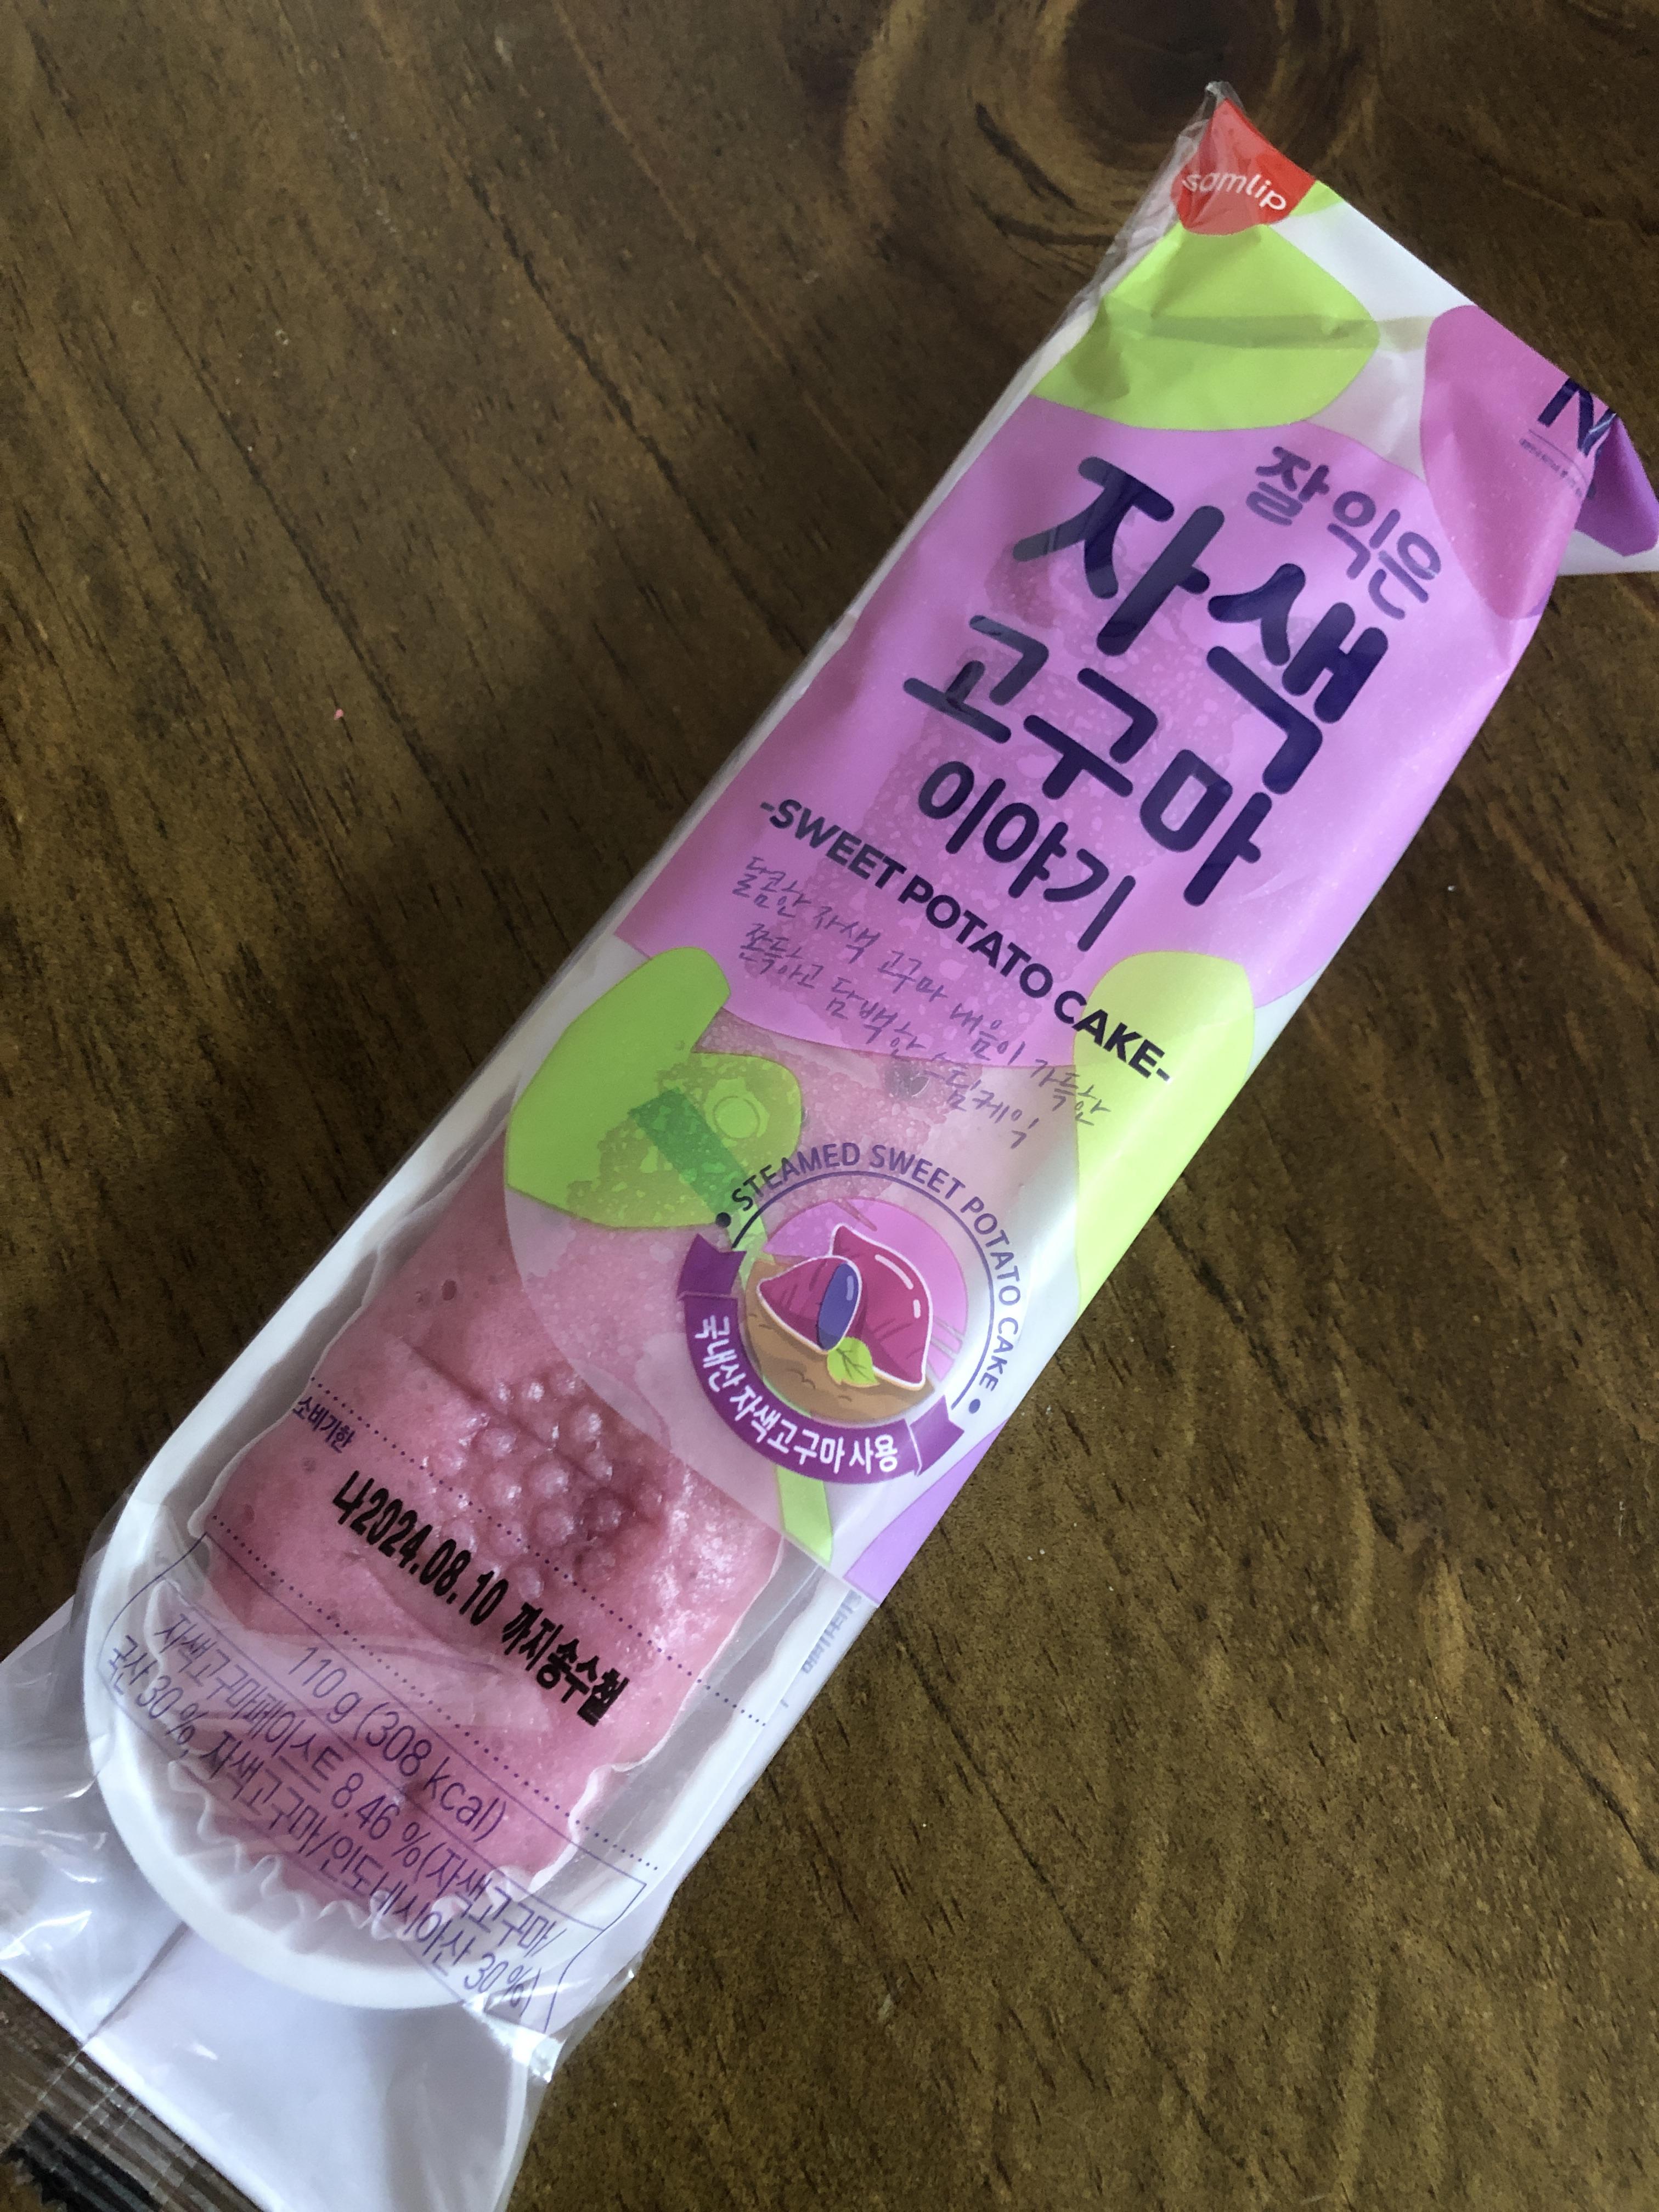 samlip
잘 익은
자색
고구마
이야기
-SWEET POTATO CAKE-
달콤한 자색 고구마 내음이 가득한
쫀득하고 담백한 스팀케익
• STEAMED SWEET POTATO CAKE •
국내산 자색고구마 사용
소비기한
나2024.08.10 까지송수철
110 g (308 kcal)
자색고구마페이스트 8.46 %(자색고구마/
국산 30 %, 자색고구마/인도네시아산 30%)